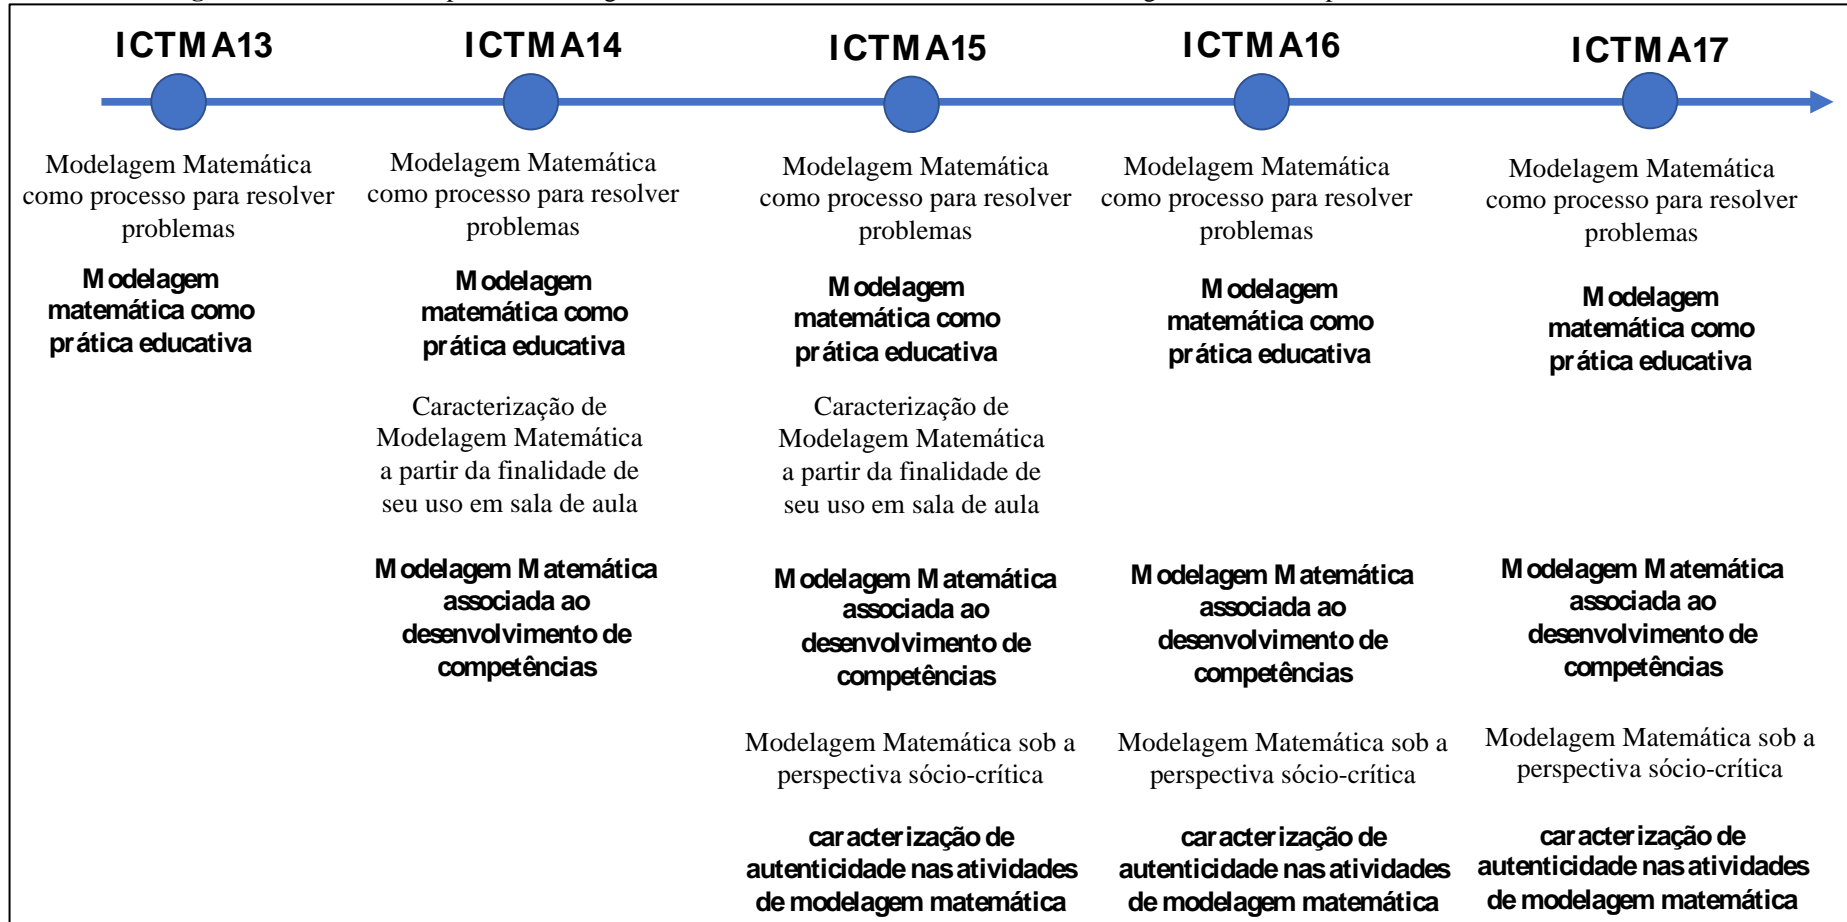 ICTMA13
Modelagem Matemática
como processo para resolver
problemas
Modelagem
matemática como
prática educativa
ICTMA14
Modelagem Matemática
como processo para resolver
problemas
Modelagem
matemática como
prática educativa
Caracterização de
Modelagem Matemática
a partir da finalidade de
seu uso em sala de aula
Modelagem Matemática
associada ao
desenvolvimento de
competências
ICTMA15
Modelagem Matemática
como processo para resolver
problemas
Modelagem
matemática como
prática educativa
Caracterização de
Modelagem Matemática
a partir da finalidade de
seu uso em sala de aula
Modelagem Matemática
associada ao
desenvolvimento de
competências
Modelagem Matemática sob a
perspectiva sócio-crítica
caracterização de
autenticidade nas atividades
de modelagem matemática
ICTMA16
Modelagem Matemática
como processo para resolver
problemas
Modelagem
matemática como
prática educativa
Modelagem Matemática
associada ao
desenvolvimento de
competências
Modelagem Matemática sob a
perspectiva sócio-crítica
caracterização de
autenticidade nas atividades
de modelagem matemática
ICTMA17
Modelagem Matemática
como processo para resolver
problemas
Modelagem
matemática como
prática educativa
Modelagem Matemática
associada ao
desenvolvimento de
competências
Modelagem Matemática sob a
perspectiva sócio-crítica
caracterização de
autenticidade nas atividades
de modelagem matemática